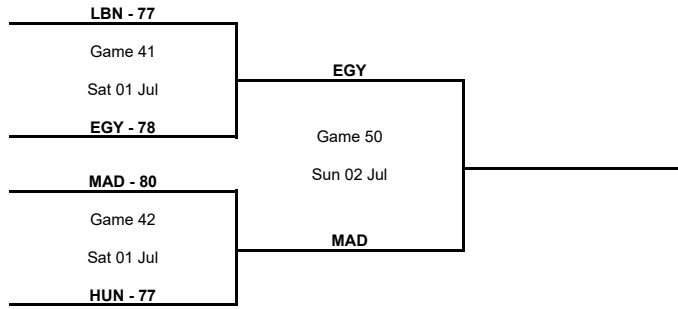 LBN - 77
Game 41
Sat 01 Jul
EGY - 78
MAD - 80
Game 42
Sat 01 Jul
HUN - 77
EGY
Game 50
Sun 02 Jul
MAD